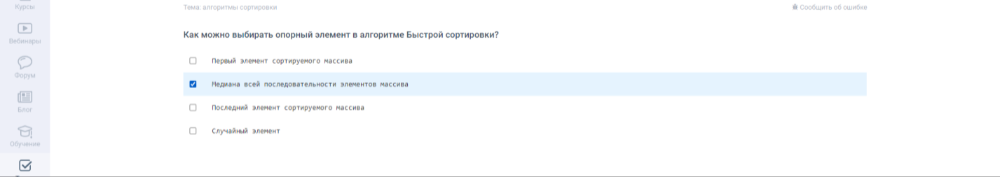 Курсы
Тема: алгоритмы сортировки
Сообщить об ошибке
Вебинары
Как можно выбирать опорный элемент в алгоритме Быстрой сортировки?
Первый элемент сортируемого массива
Форум
Медиана всей последовательности элементов массива
Блог
Последний элемент сортируемого массива
Случайный элемент
Обучение